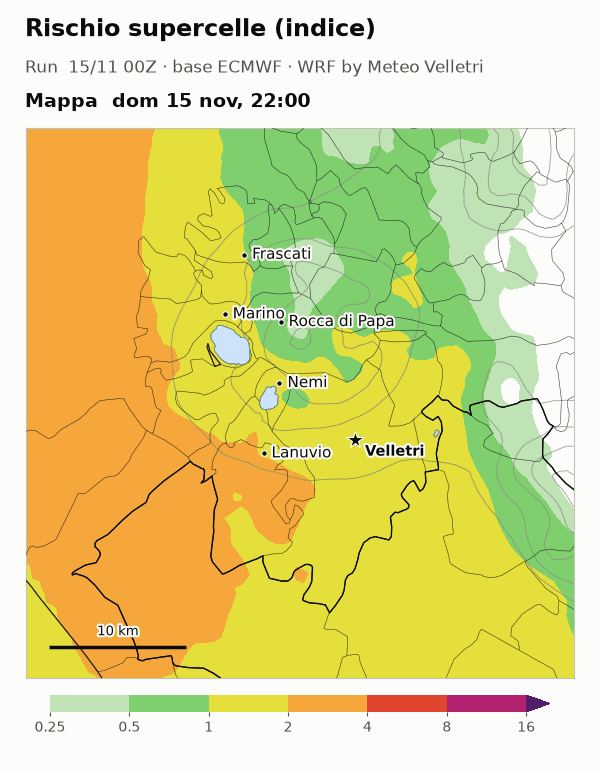 Rischio supercelle (indice)
Run  15/11 00Z · base ECMWF · WRF by Meteo Velletri
Mappa  dom 15 nov, 22:00
Frascati
Marino
Rocca di Papa
Nemi
Velletri
Lanuvio
10 km
0.25 0.5 1 2 4 8 16